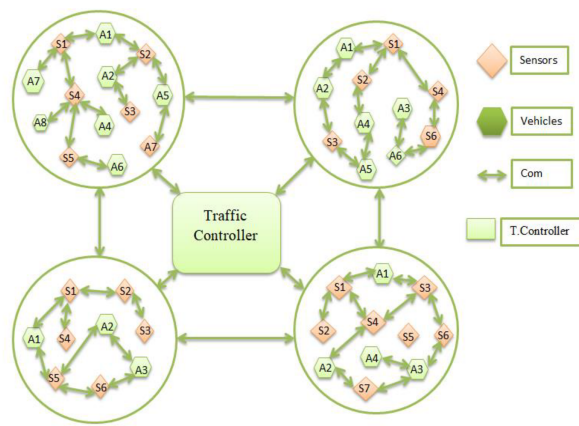 S1
A1
S2
A7
A2
S4
A5
A8
A4
S3
S5
A6
A7
A1
S1
A2
S2
S4
A3
A4
S6
S3
A6
A5
Sensors
Vehicles
Com
T.Controller
Traffic
Controller
S1
S2
A2
S3
A1
S4
S5
S6
A3
A1
S1
S3
S4
S2
S5
S6
A4
A2
A3
S7